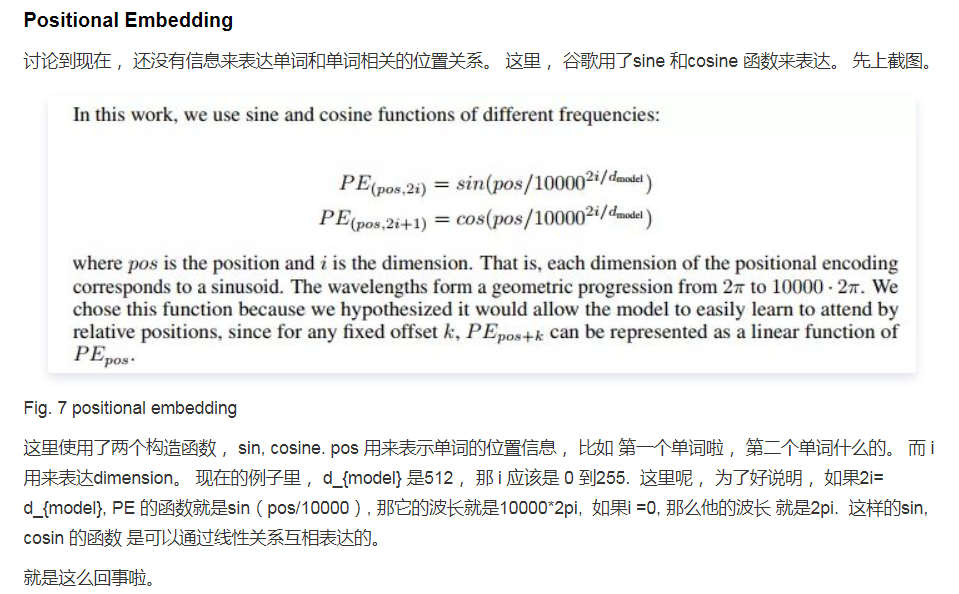 Positional Embedding
讨论到现在 ，还没有信息来表达单词和单词相关的位置关系。 这里 ，谷歌用了sine 和cosine 函数来表达。 先上截图。
In this work, we use sine and cosine functions of different frequencies:
PE(pos,2i) = sin(pos/10000^{2i/d_model})
PE(pos,2i+1) = cos(pos/10000^{2i/d_model})
where pos is the position and i is the dimension. That is, each dimension of the positional encoding
corresponds to a sinusoid. The wavelengths form a geometric progression from 2π to 10000 · 2π. We
chose this function because we hypothesized it would allow the model to easily learn to attend by
relative positions, since for any fixed offset k, PE_{pos+k} can be represented as a linear function of
PE_{pos}.
Fig. 7 positional embedding
这里使用了两个构造函数 ，sin, cosine. pos 用来表示单词的位置信息 ，比如 第一个单词啦 ，第二个单词什么的。 而 i
用来表达dimension。 现在的例子里 ，d_{model} 是512 ，那 i 应该是 0 到255. 这里呢 ，为了好说明 ，如果2i=
d_{model}, PE 的函数就是sin（pos/10000）, 那它的波长就是10000*2pi, 如果i =0, 那么他的波长 就是2pi. 这样的sin,
cosin 的函数 是可以通过线性关系互相表达的。
就是这么回事啦。